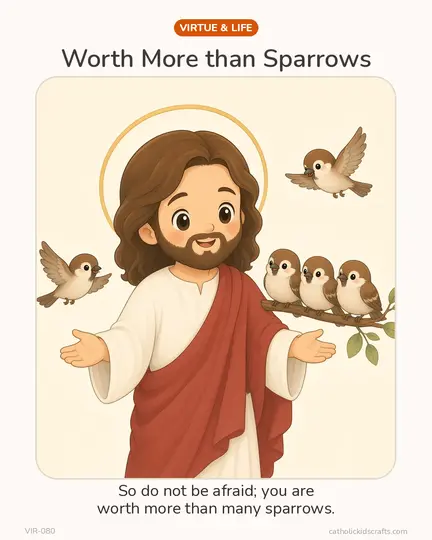 VIRTUE & LIFE
Worth More than Sparrows
So do not be afraid; you are
worth more than many sparrows.
VIR-080
catholickidscrafts.com